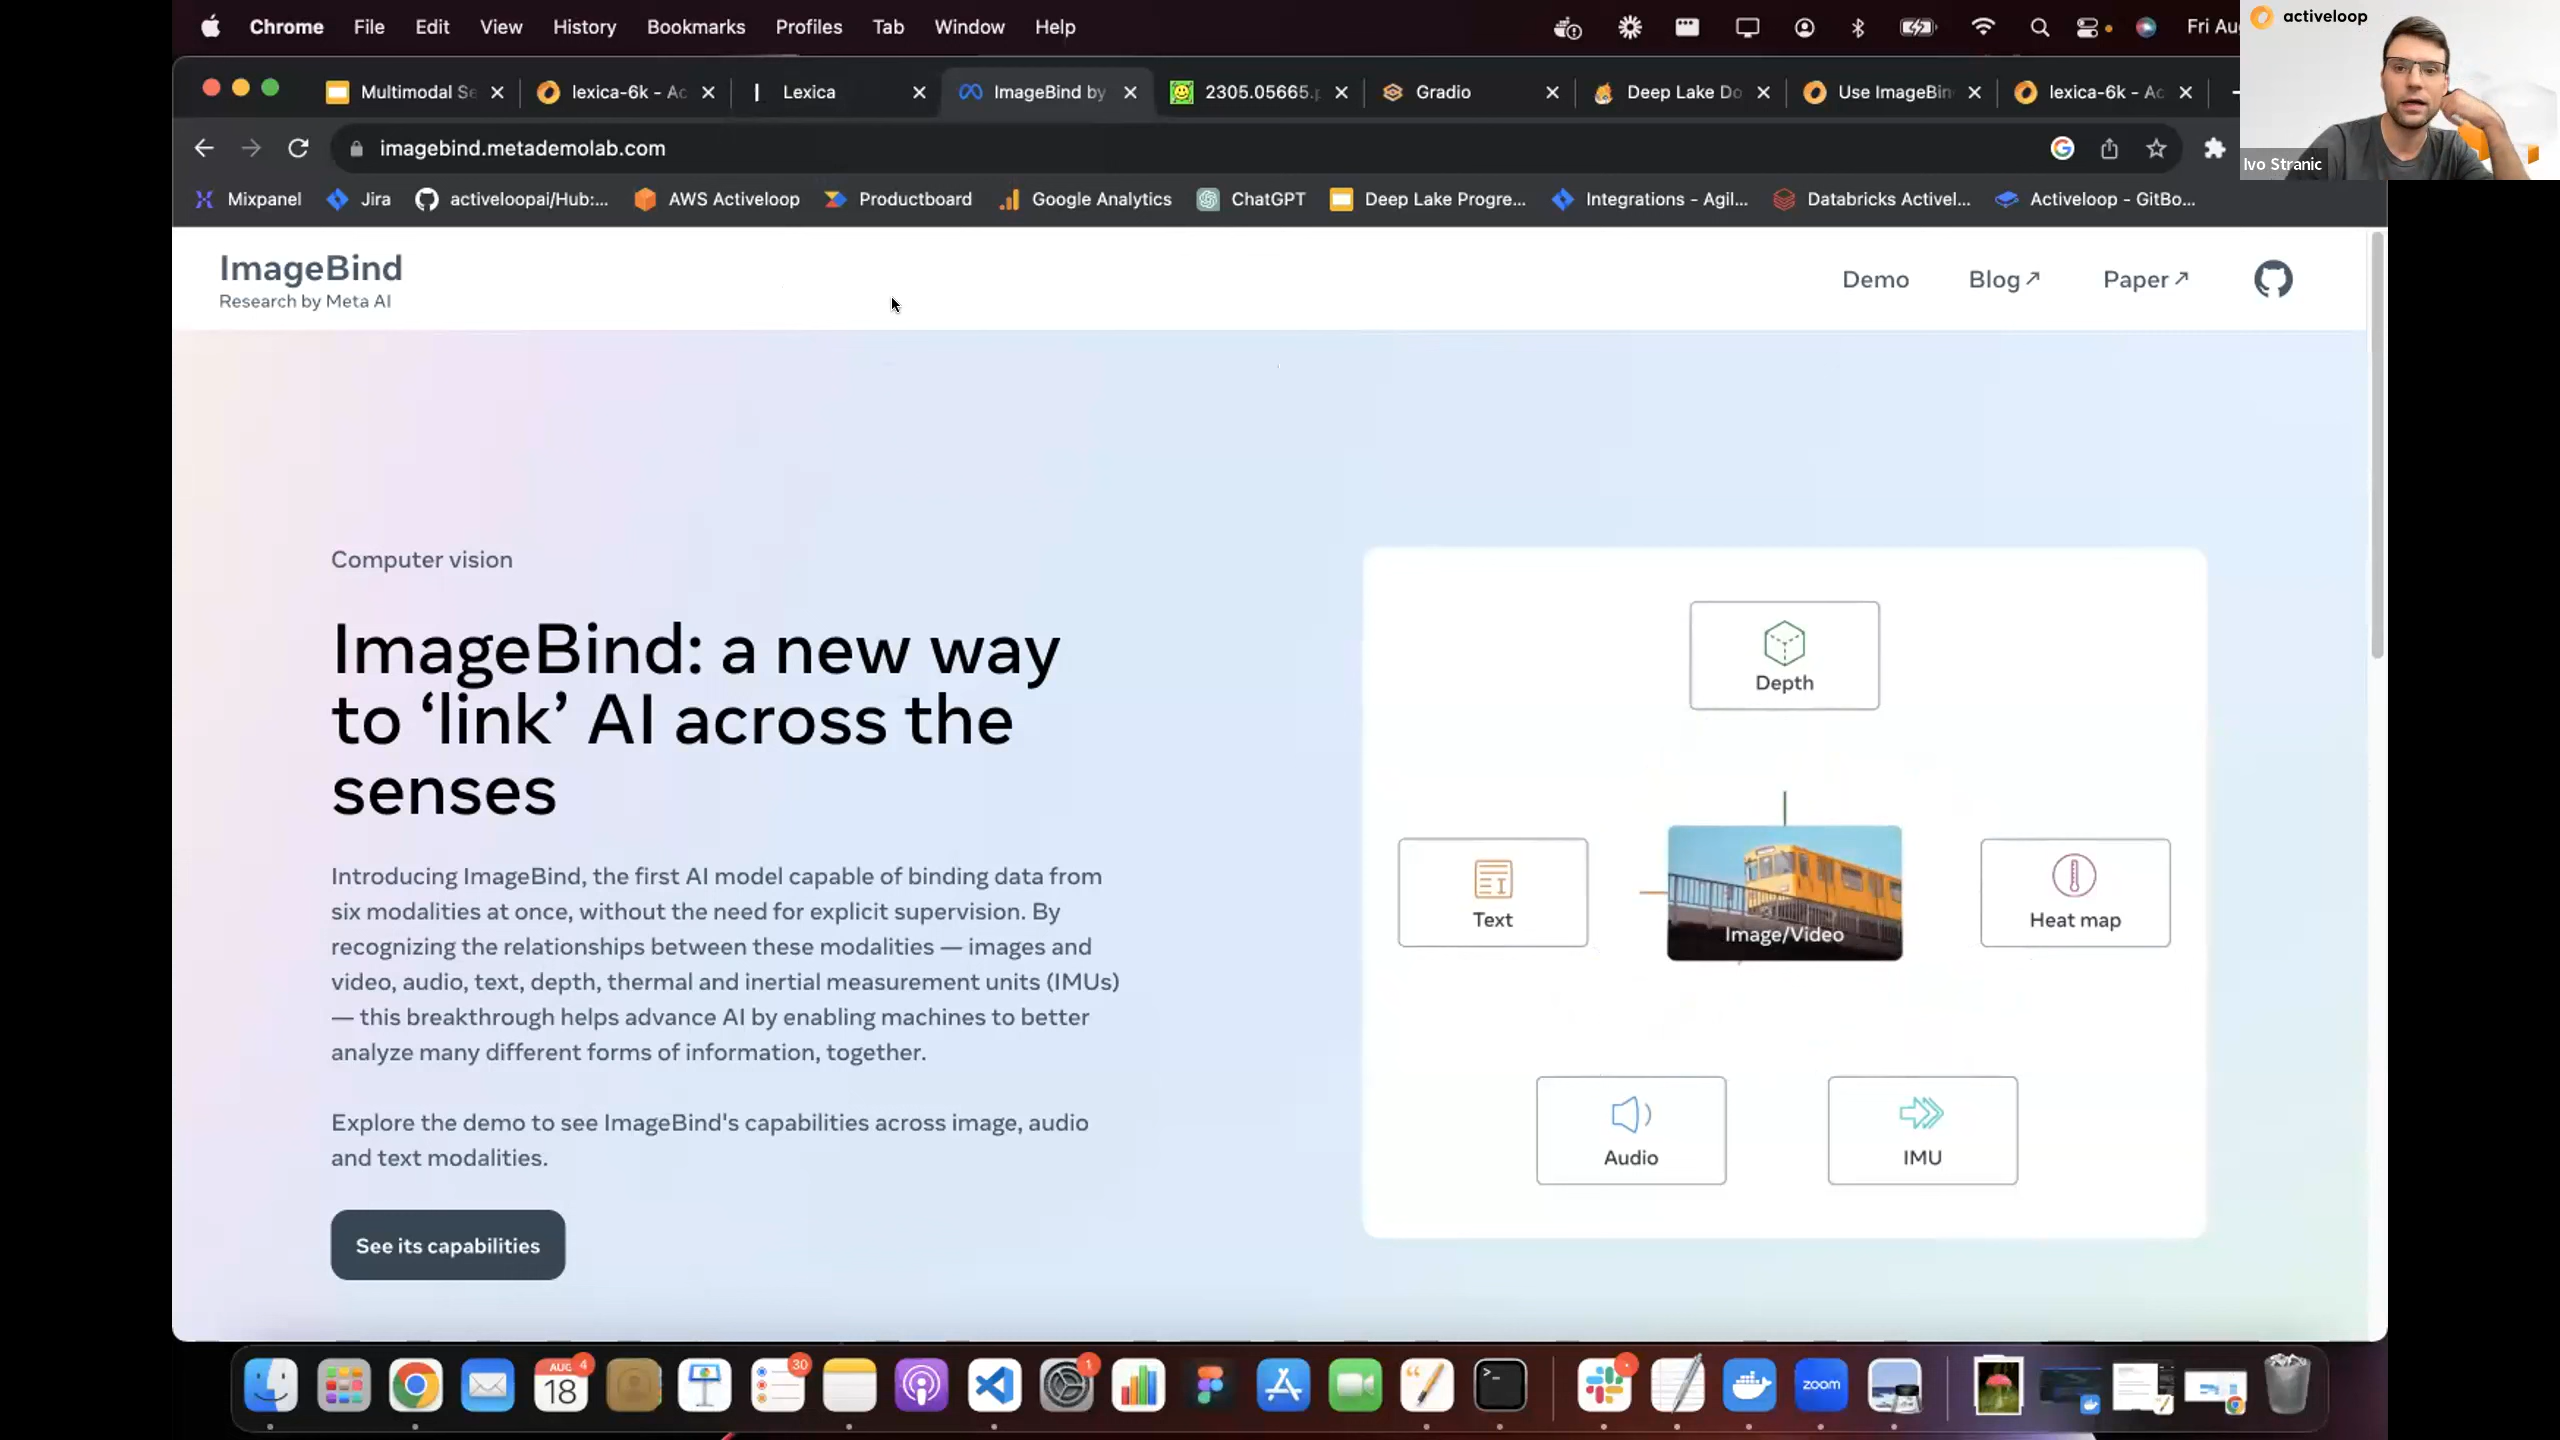 Chrome File Edit View History Bookmarks Profiles Tab Window Help
Fri Au
activeloop
Ivo Stranic
Multimodal Se
lexica-6k - Ac
Lexica
ImageBind by
2305.05665.p
Gradio
Deep Lake Do
Use ImageBin
lexica-6k - Ac
imagebind.metademolab.com
Mixpanel
Jira
activeloopai/Hub:...
AWS Activeloop
Productboard
Google Analytics
ChatGPT
Deep Lake Progre...
Integrations - Agil...
Databricks Activel...
Activeloop - GitBo...
ImageBind
Research by Meta AI
Demo
Blog↗
Paper↗
Computer vision
ImageBind: a new way
to ‘link’ AI across the
senses
Introducing ImageBind, the first AI model capable of binding data from
six modalities at once, without the need for explicit supervision. By
recognizing the relationships between these modalities — images and
video, audio, text, depth, thermal and inertial measurement units (IMUs)
— this breakthrough helps advance AI by enabling machines to better
analyze many different forms of information, together.
Explore the demo to see ImageBind's capabilities across image, audio
and text modalities.
See its capabilities
Depth
Text
Image/Video
Heat map
Audio
IMU
AUG
4
18
30
1
zoom